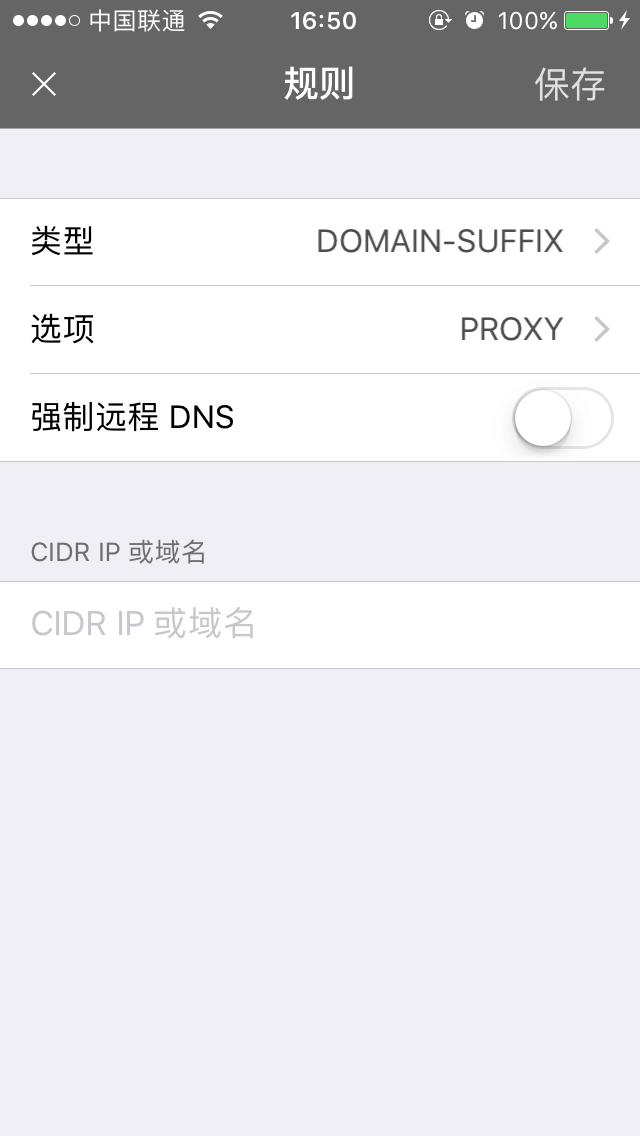 中国联通 16:50 100%
规则 保存
类型 DOMAIN-SUFFIX
选项 PROXY
强制远程 DNS
CIDR IP 或域名
CIDR IP 或域名